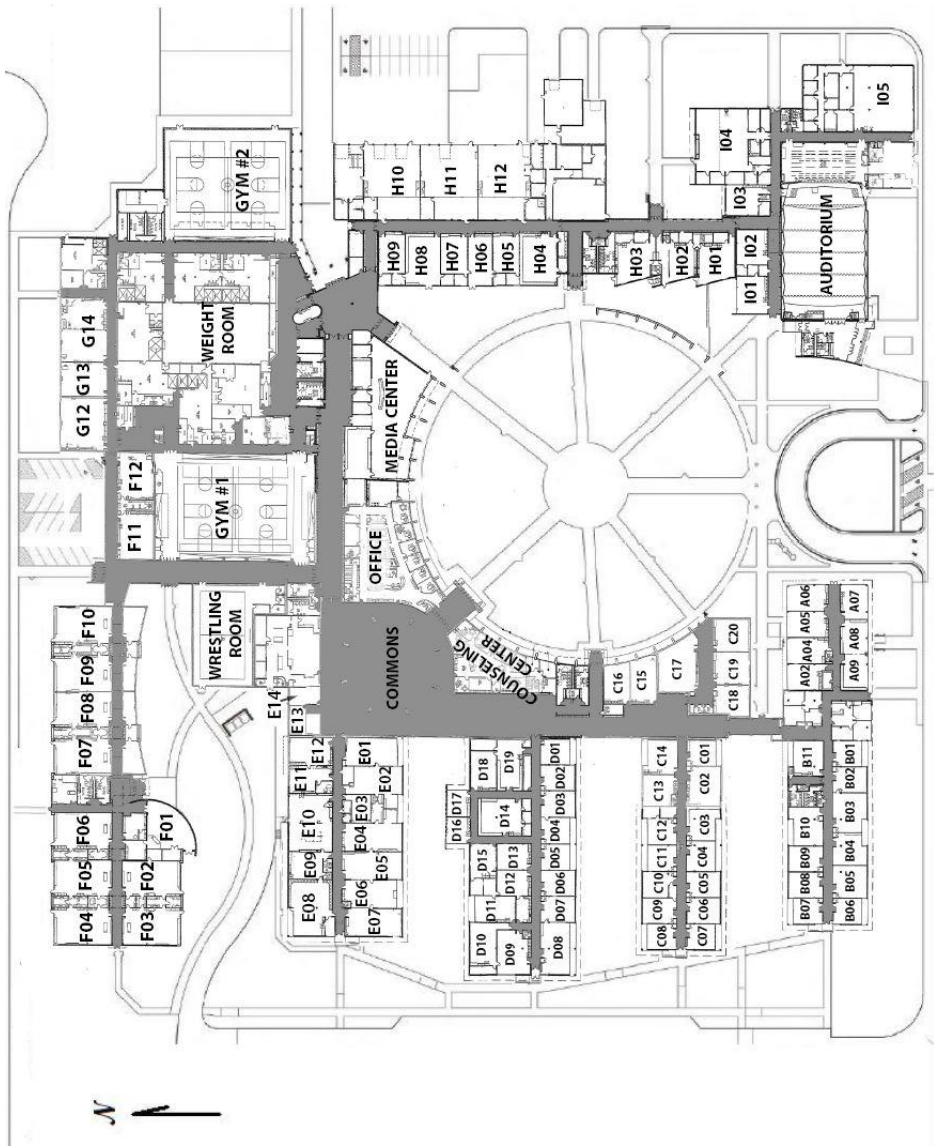 I05
I04
GYM #2
H10
H11
H12
I03
AUDITORIUM
H09
H08
H07
H06
H05
H04
H03
H02
H01
I02
I01
G14
G13
G12
WEIGHT
ROOM
MEDIA CENTER
F12
F11
GYM #1
OFFICE
F10
F09
F08
F07
F06
F05
F04
F01
F02
F03
WRESTLING
ROOM
COMMONS
COUNSELING
CENTER
C16
C15
C17
C20
C19
C18
A06
A05
A04
A02
A07
A08
A09
E14
E13
E12
E11
E10
E09
E08
E01
E02
E03
E04
E05
E06
E07
D18
D19
D17
D16
D14
D15
D13
D12
D11
D10
D09
D01
D02
D03
D04
D05
D06
D07
D08
C14
C13
C12
C11
C10
C09
C08
C01
C02
C03
C04
C05
C06
C07
B11
B10
B09
B08
B07
B01
B02
B03
B04
B05
B06
N